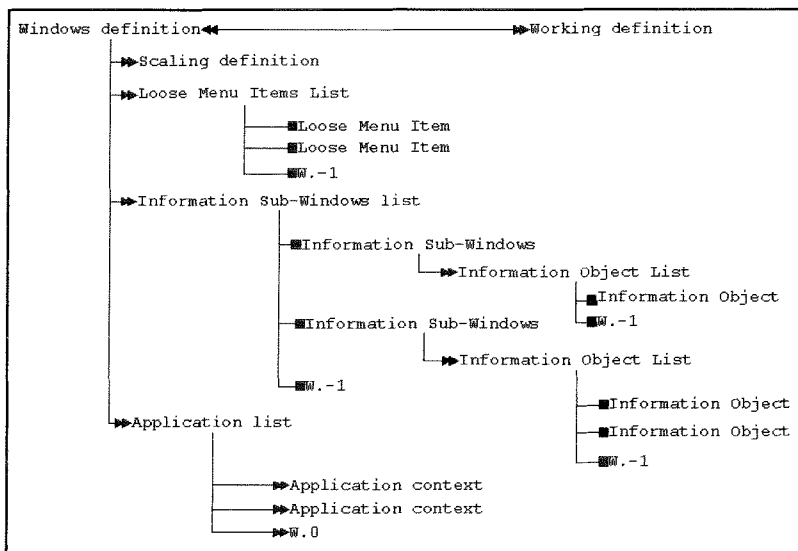 Windows definition Working definition
Scaling definition
Loose Menu Items List
Loose Menu Item
Loose Menu Item
W.-1
Information Sub-Windows list
Information Sub-Windows
Information Object List
Information Object
W.-1
Information Sub-Windows
Information Object List
W.-1
Information Object
Application list
Information Object
W.-1
Application context
Application context
W.0